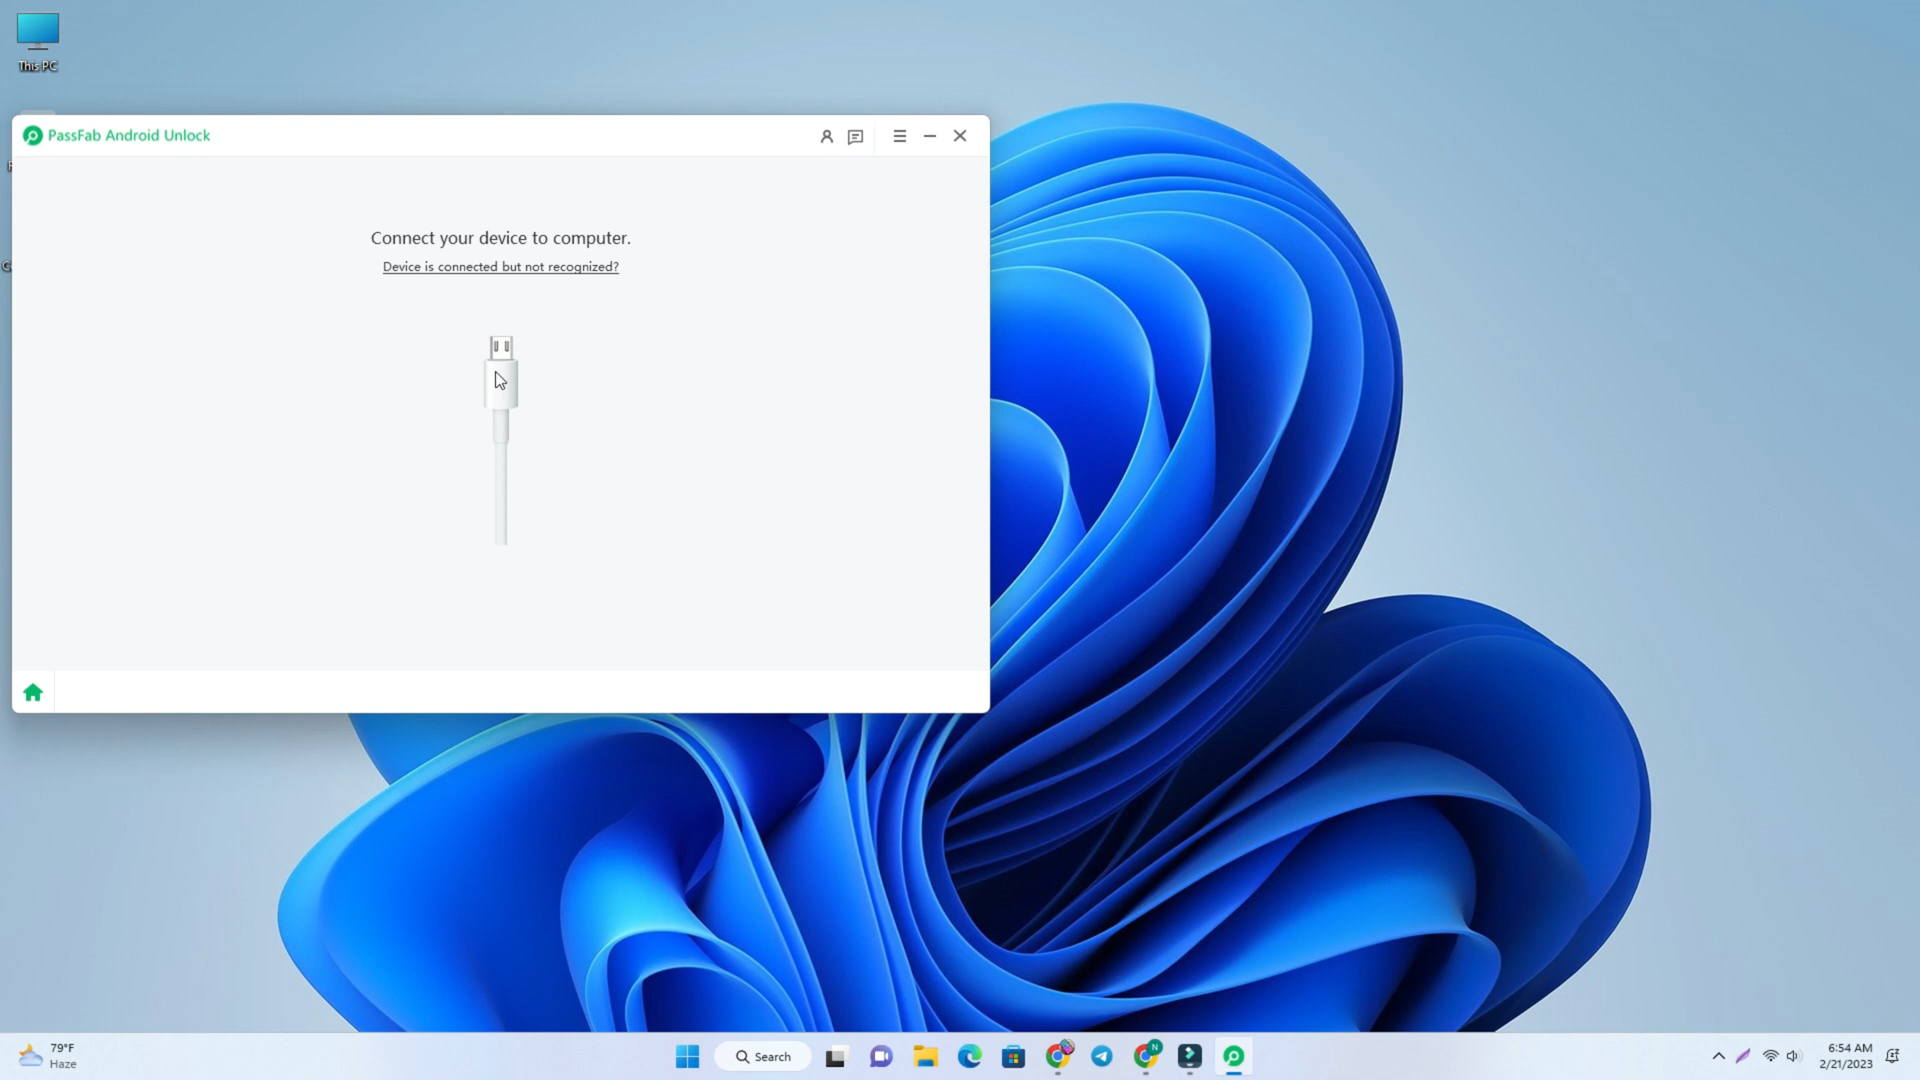 This PC
PassFab Android Unlock
Connect your device to computer.
Device is connected but not recognized?
79°F
Haze
Search
N
6:54 AM
2/21/2023